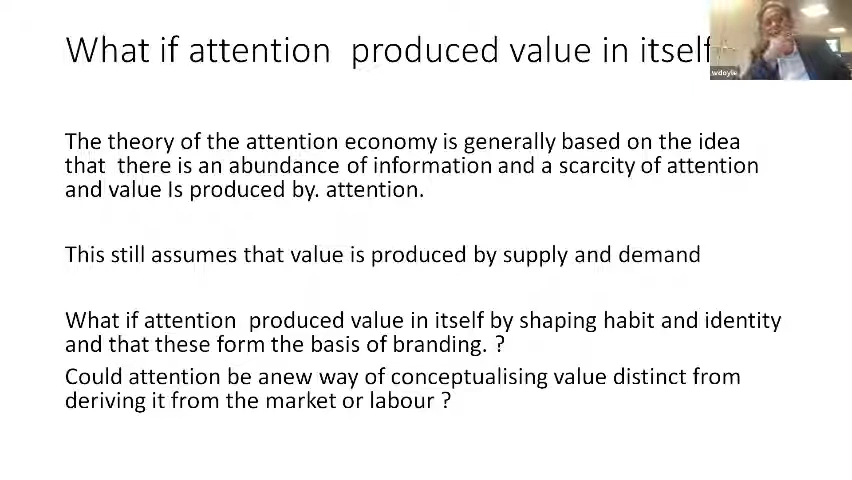 What if attention  produced value in itself
wdoyle
The theory of the attention economy is generally based on the idea
that  there is an abundance of information and a scarcity of attention
and value Is produced by. attention.
This still assumes that value is produced by supply and demand
What if attention  produced value in itself by shaping habit and identity
and that these form the basis of branding. ?
Could attention be anew way of conceptualising value distinct from
deriving it from the market or labour ?